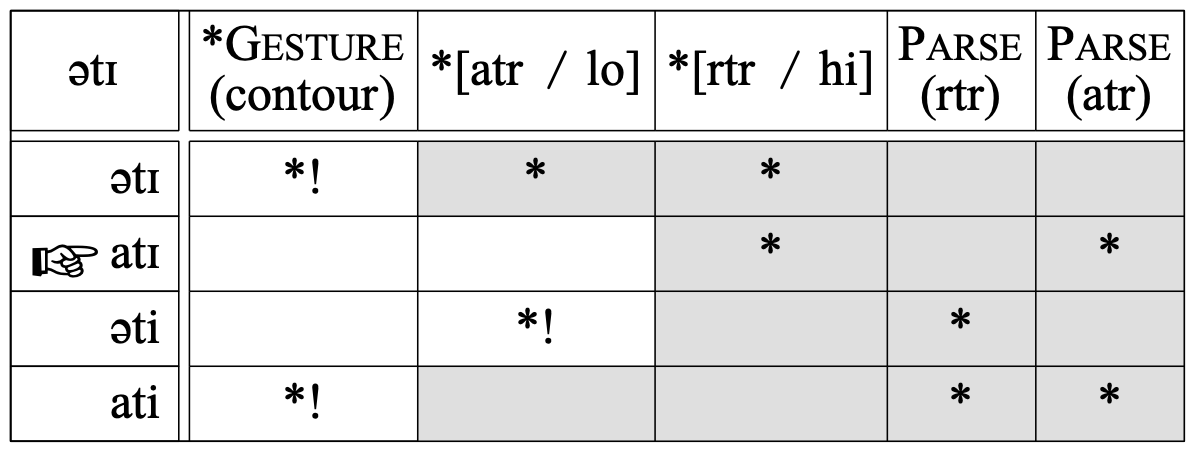 ətɪ *GESTURE (contour) *[atr / lo] *[rtr / hi] PARSE (rtr) PARSE (atr)
ətɪ *! * *
☞ atɪ * *
əti *! *
ati *! * *